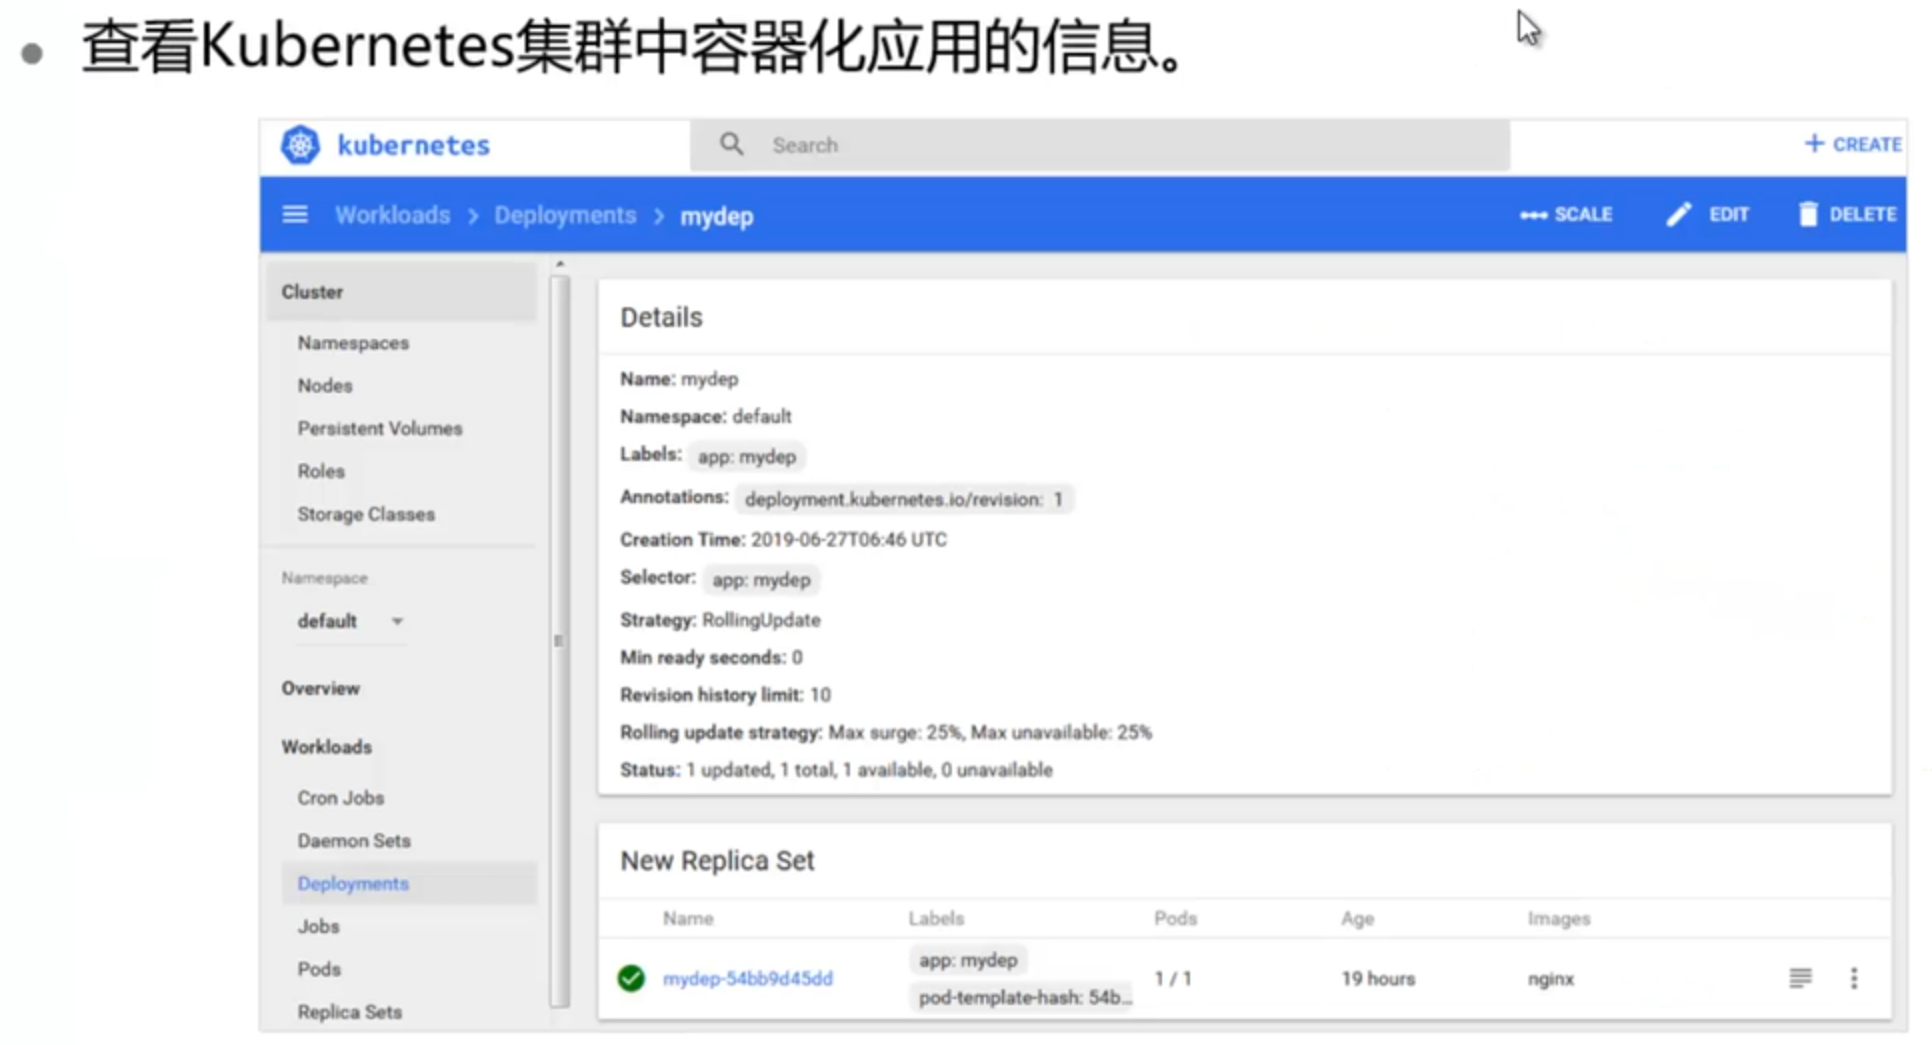 查看Kubernetes集群中容器化应用的信息。
kubernetes
Search
+ CREATE
Workloads > Deployments > mydep
SCALE
EDIT
DELETE
Cluster
Namespaces
Nodes
Persistent Volumes
Roles
Storage Classes
Namespace
default
Overview
Workloads
Cron Jobs
Daemon Sets
Deployments
Jobs
Pods
Replica Sets
Details
Name: mydep
Namespace: default
Labels: app: mydep
Annotations: deployment.kubernetes.io/revision: 1
Creation Time: 2019-06-27T06:46 UTC
Selector: app: mydep
Strategy: RollingUpdate
Min ready seconds: 0
Revision history limit: 10
Rolling update strategy: Max surge: 25%, Max unavailable: 25%
Status: 1 updated, 1 total, 1 available, 0 unavailable
New Replica Set
Name Labels Pods Age Images
mydep-54bb9d45dd
app: mydep
pod-template-hash: 54b...
1 / 1
19 hours
nginx